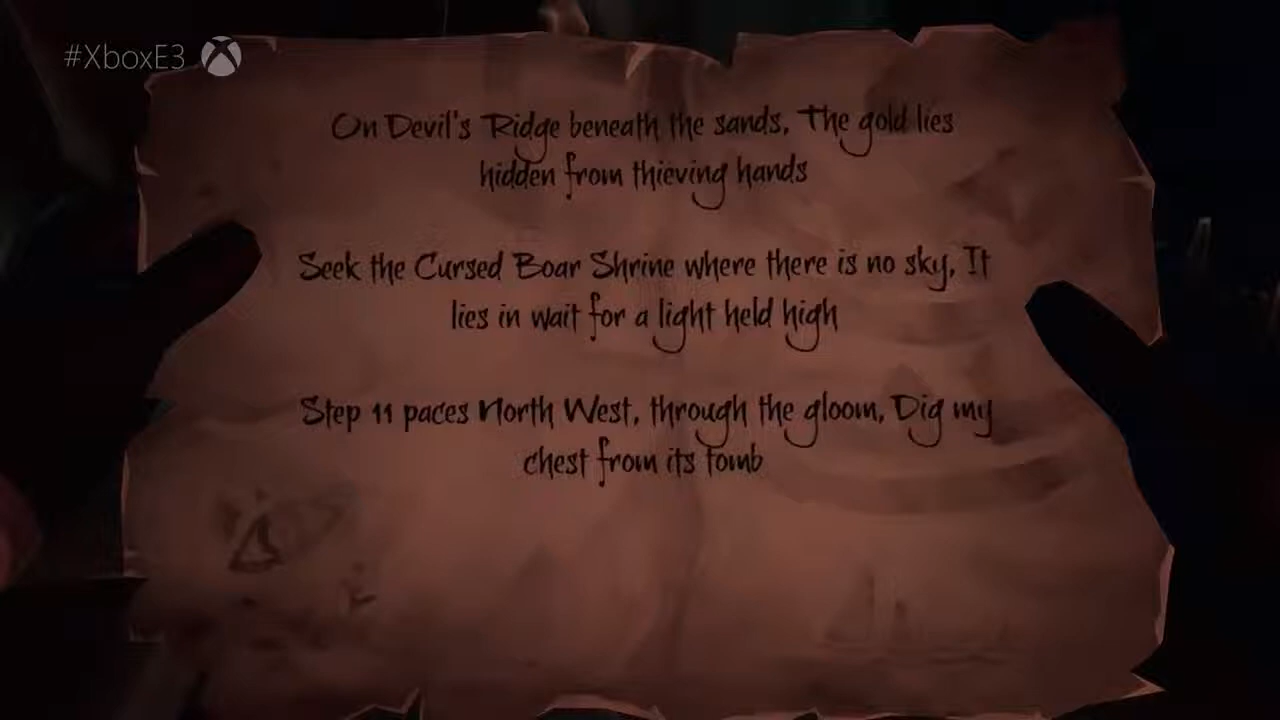 #XboxE3
On Devil's Ridge beneath the sands, The gold lies
hidden from thieving hands
Seek the Cursed Boar Shrine where there is no sky, It
lies in wait for a light held high
Step 11 paces North West, through the gloom, Dig my
chest from its tomb